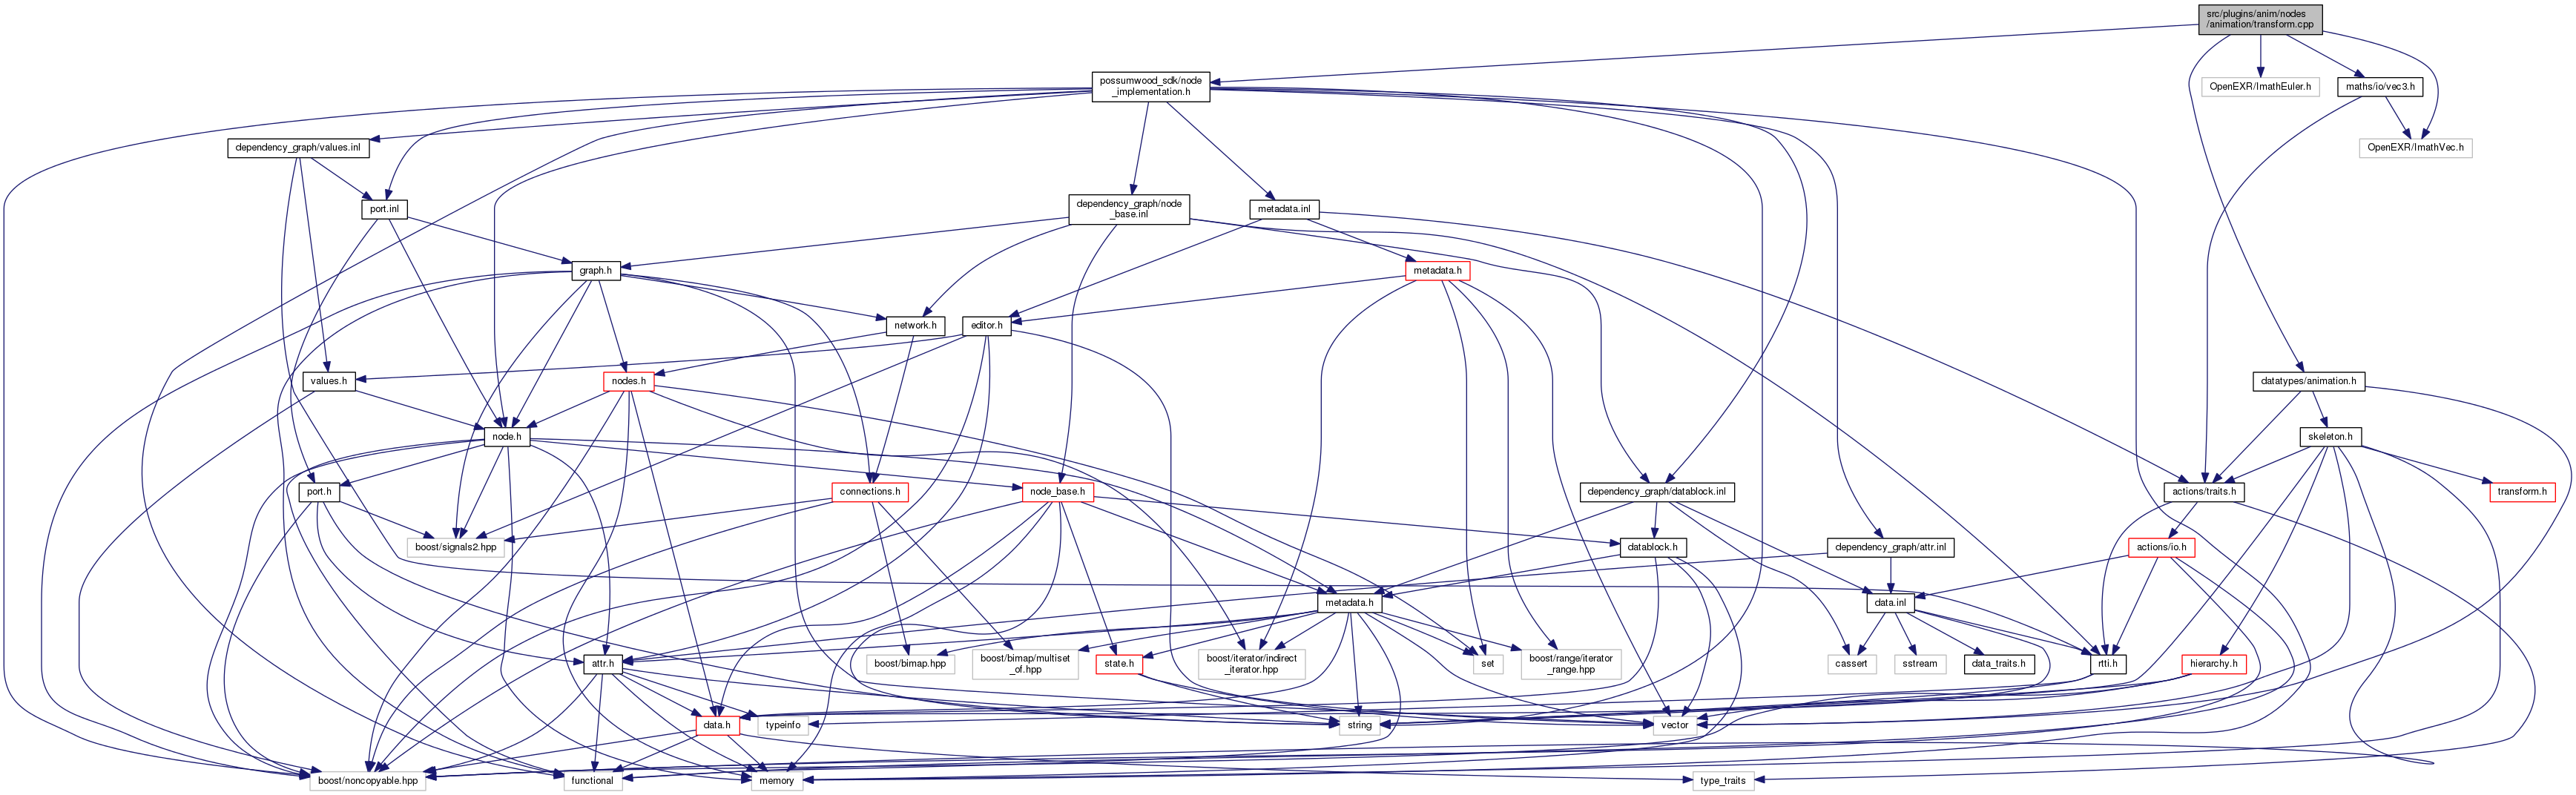 src/plugins/anim/nodes
/animation/transform.cpp
possumwood_sdk/node
_implementation.h
OpenEXR/ImathEuler.h
maths/io/vec3.h
dependency_graph/values.inl
OpenEXR/ImathVec.h
port.inl
dependency_graph/node
_base.inl
metadata.inl
graph.h
metadata.h
network.h
editor.h
values.h
nodes.h
datatypes/animation.h
node.h
skeleton.h
port.h
connections.h
node_base.h
dependency_graph/datablock.inl
actions/traits.h
transform.h
boost/signals2.hpp
datablock.h
dependency_graph/attr.inl
actions/io.h
metadata.h
data.inl
attr.h
boost/bimap.hpp
boost/bimap/multiset
_of.hpp
state.h
boost/iterator/indirect
_iterator.hpp
set
boost/range/iterator
_range.hpp
cassert
sstream
data_traits.h
rtti.h
hierarchy.h
data.h
typeinfo
string
vector
boost/noncopyable.hpp
functional
memory
type_traits